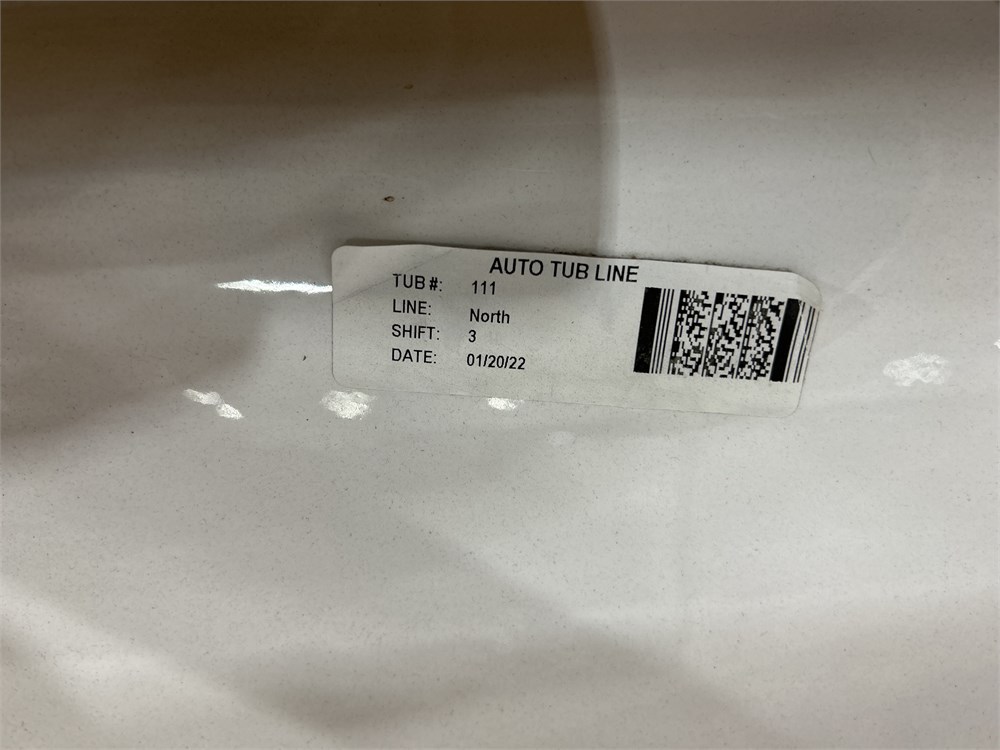 AUTO TUB LINE
TUB #: 111
LINE: North
SHIFT: 3
DATE: 01/20/22